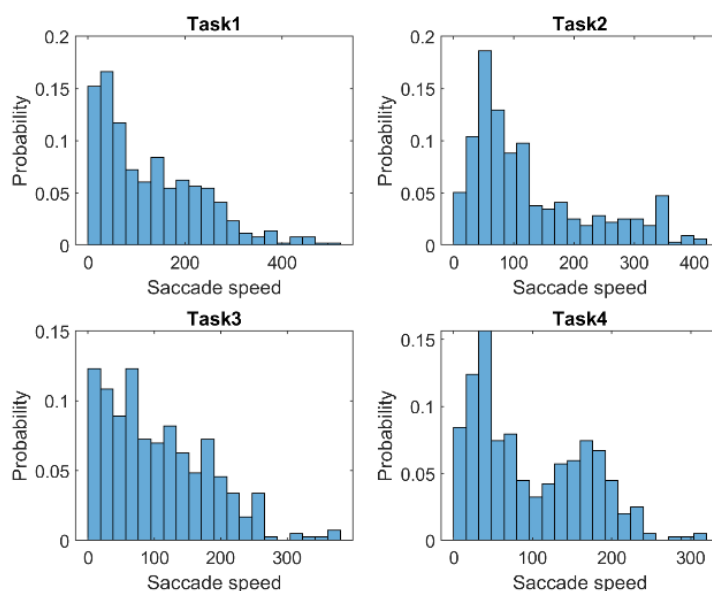 Task1
0.2
0.15
0.1
0.05
0
Probability
0
200
400
Saccade speed
Task2
0.2
0.15
0.1
0.05
0
Probability
0
100
200
300
400
Saccade speed
Task3
0.15
0.1
0.05
0
Probability
0
100
200
300
Saccade speed
Task4
0.15
0.1
0.05
0
Probability
0
100
200
300
Saccade speed